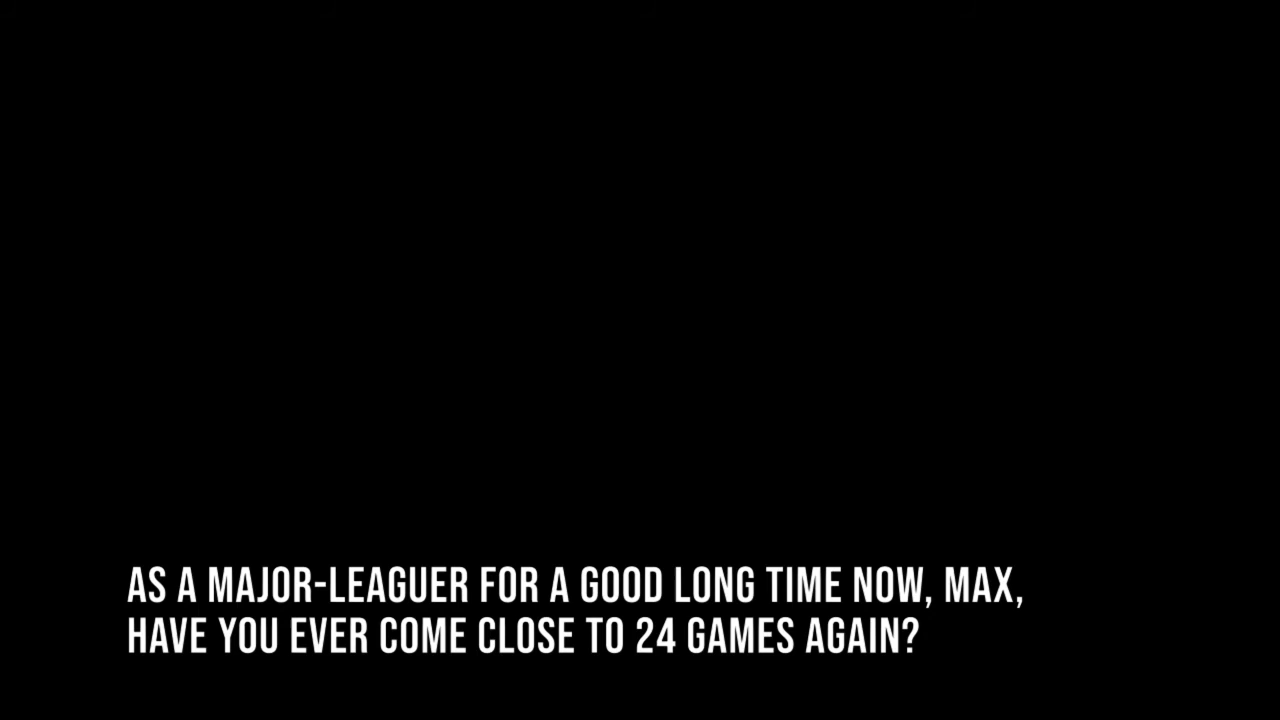 AS A MAJOR-LEAGUER FOR A GOOD LONG TIME NOW, MAX,
HAVE YOU EVER COME CLOSE TO 24 GAMES AGAIN?